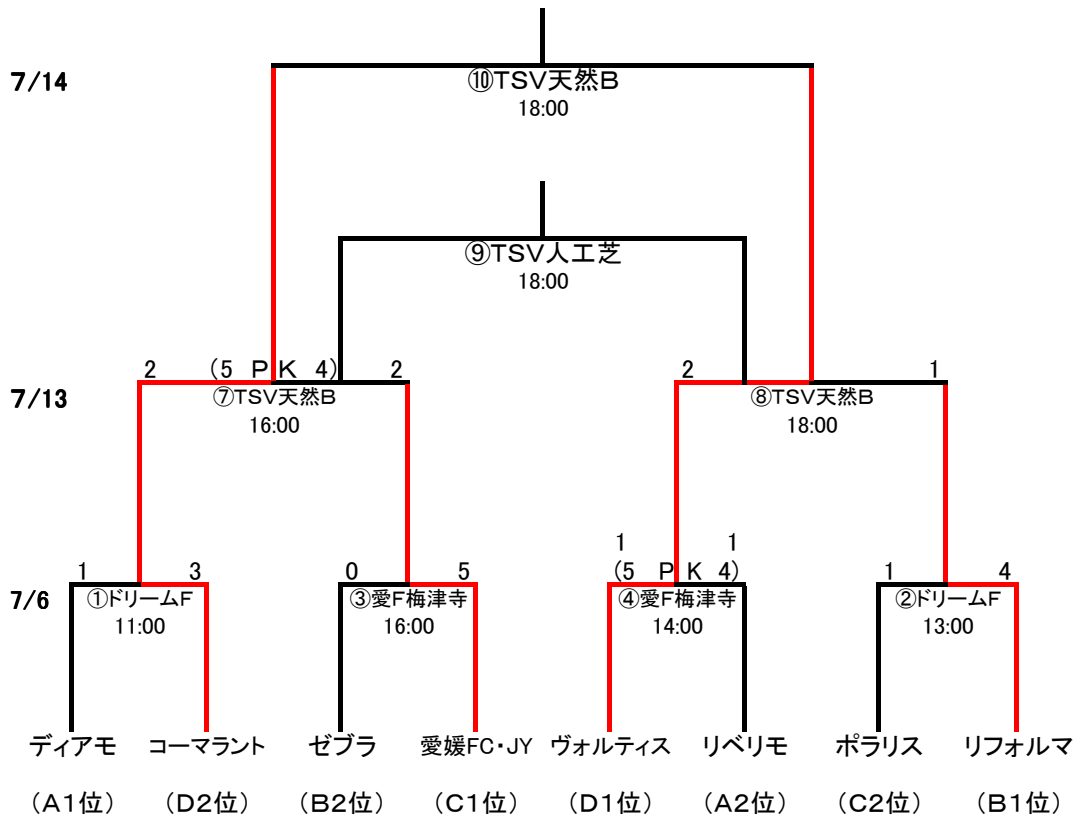 7/14
⑩TSV天然B
18:00
⑨TSV人工芝
18:00
2 (5 PK 4) 2 2 1
7/13 ⑦TSV天然B ⑧TSV天然B
16:00 18:00
1 1
1 3 0 5 (5 PK 4) 1 4
7/6 ①ドリームF ③愛F梅津寺 ④愛F梅津寺 ②ドリームF
11:00 16:00 14:00 13:00
ディアモ コーマラント ゼブラ 愛媛FC・JY ヴォルティス リベリモ ポラリス リフォルマ
(A1位) (D2位) (B2位) (C1位) (D1位) (A2位) (C2位) (B1位)